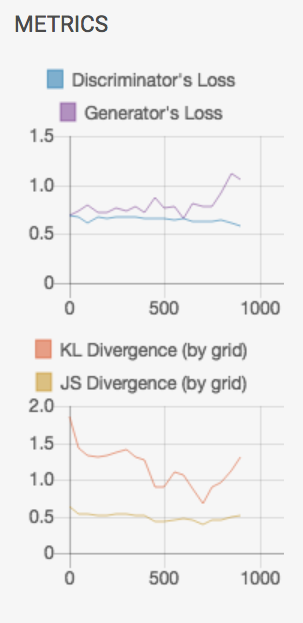 METRICS
Discriminator's Loss
Generator's Loss
1.5
1.0
0.5
0
0 500 1000
KL Divergence (by grid)
JS Divergence (by grid)
2.0
1.5
1.0
0.5
0
0 500 1000